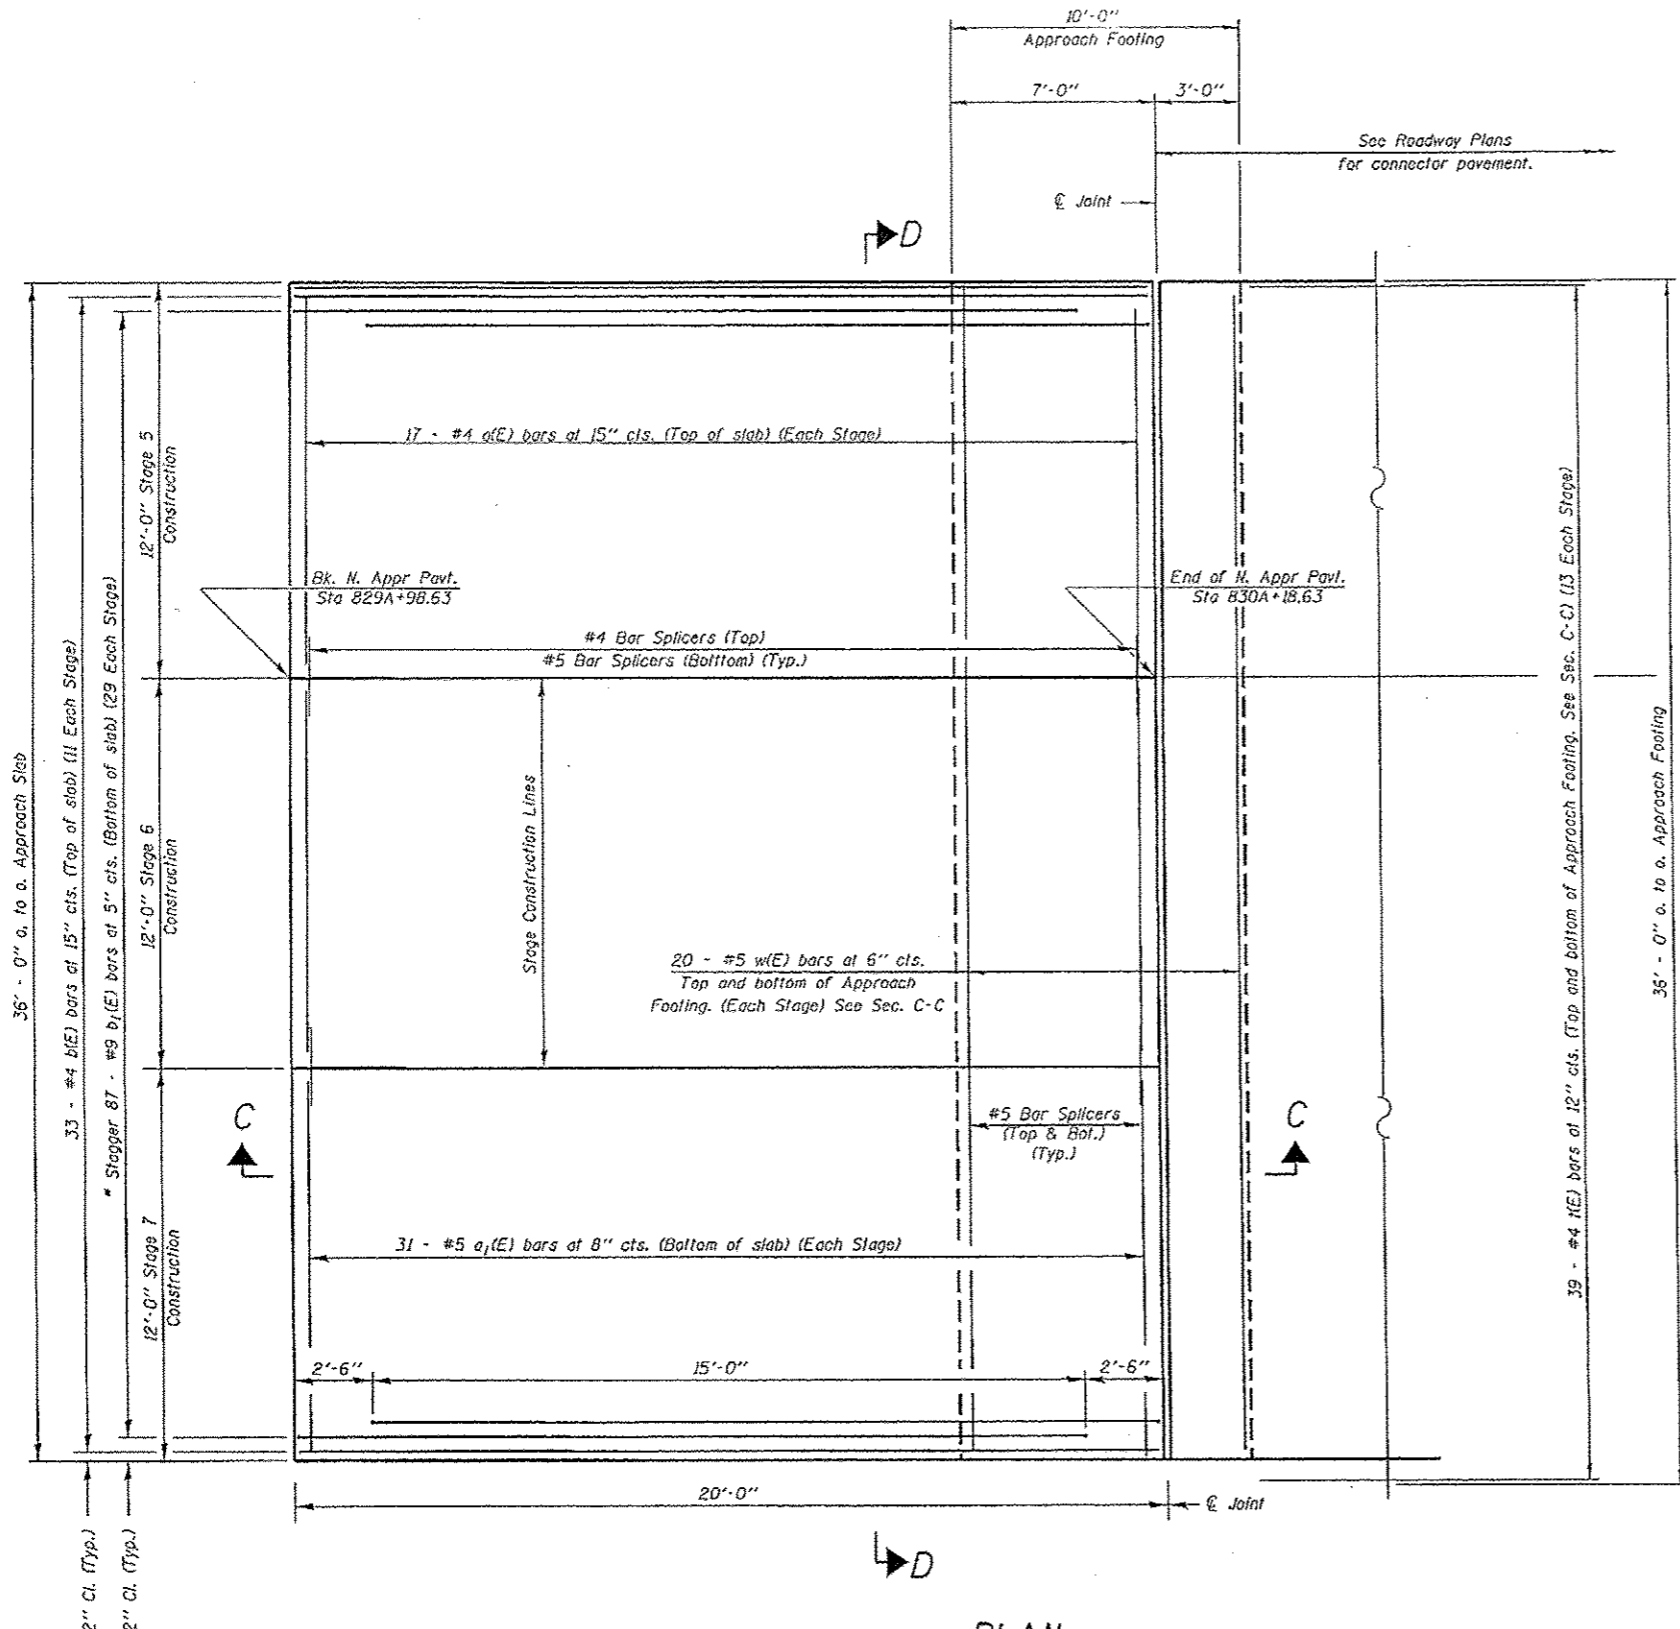 10'-0"
Approach Footing
7'-0"
3'-0"
See Roadway Plans
for connector pavement.
℄ Joint
D
17 - #4 a(E) bars at 15" cts. (Top of slab) (Each Stage)
Bk. N. Appr Pavt.
Sta 829A+98.63
End of N. Appr Pavt.
Sta 830A+18.63
#4 Bar Splicers (Top)
#5 Bar Splicers (Botttom) (Typ.)
36' - 0" o. to o. Approach Slab
33 - #4 b(E) bars at 15" cts. (Top of slab) (11 Each Stage)
* Stagger 87 - #9 b₁(E) bars at 5" cts. (Bottom of slab) (29 Each Stage)
12'-0" Stage 5
Construction
12'-0" Stage 6
Construction
12'-0" Stage 7
Construction
Stage Construction Lines
20 - #5 w(E) bars at 6" cts.
Top and bottom of Approach
Footing. (Each Stage) See Sec. C-C
39 - #4 t(E) bars at 12" cts. (Top and bottom of Approach Footing. See Sec. C-C) (13 Each Stage)
36' - 0" o. to o. Approach Footing
C
#5 Bar Splicers
(Top & Bot.)
(Typ.)
C
31 - #5 a₁(E) bars at 8" cts. (Bottom of slab) (Each Stage)
2'-6"
15'-0"
2'-6"
20'-0"
℄ Joint
2" Cl. (Typ.)
2" Cl. (Typ.)
D
PLAN